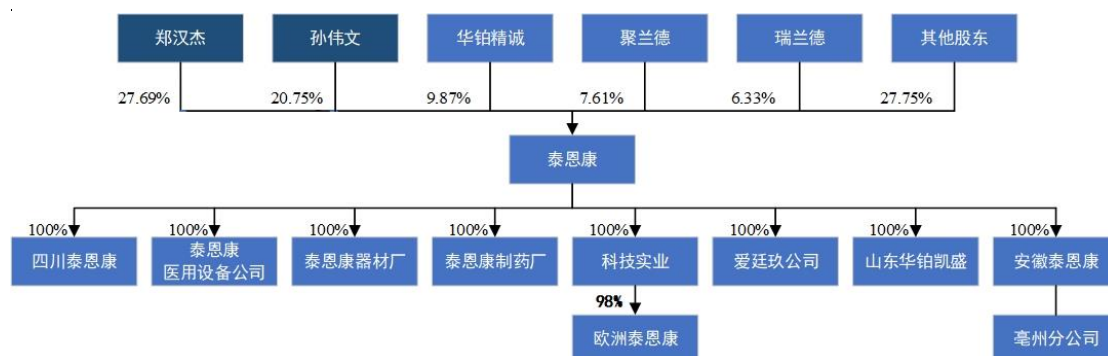 郑汉杰 孙伟文 华铂精诚 聚兰德 瑞兰德 其他股东
27.69% 20.75% 9.87% 7.61% 6.33% 27.75%
泰恩康
100% 100% 100% 100% 100% 100% 100% 100%
四川泰恩康 泰恩康
医用设备公司 泰恩康器材厂 泰恩康制药厂 科技实业 爱廷玖公司 山东华铂凯盛 安徽泰恩康
98%
欧洲泰恩康 亳州分公司